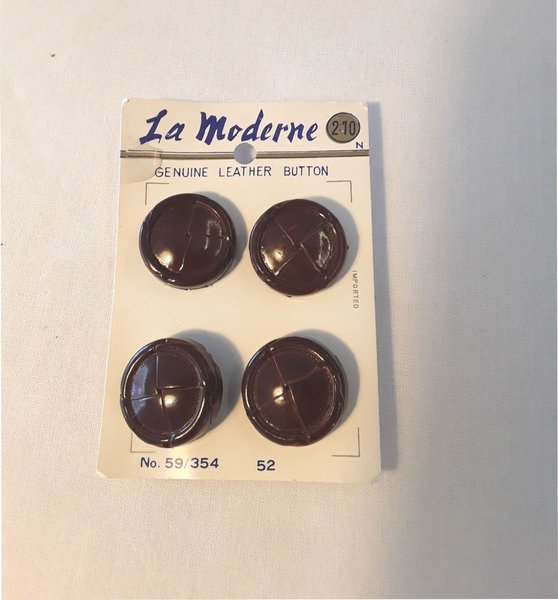 La Moderne
2.10
N
GENUINE LEATHER BUTTON
IMPORTED
No. 59/354 52